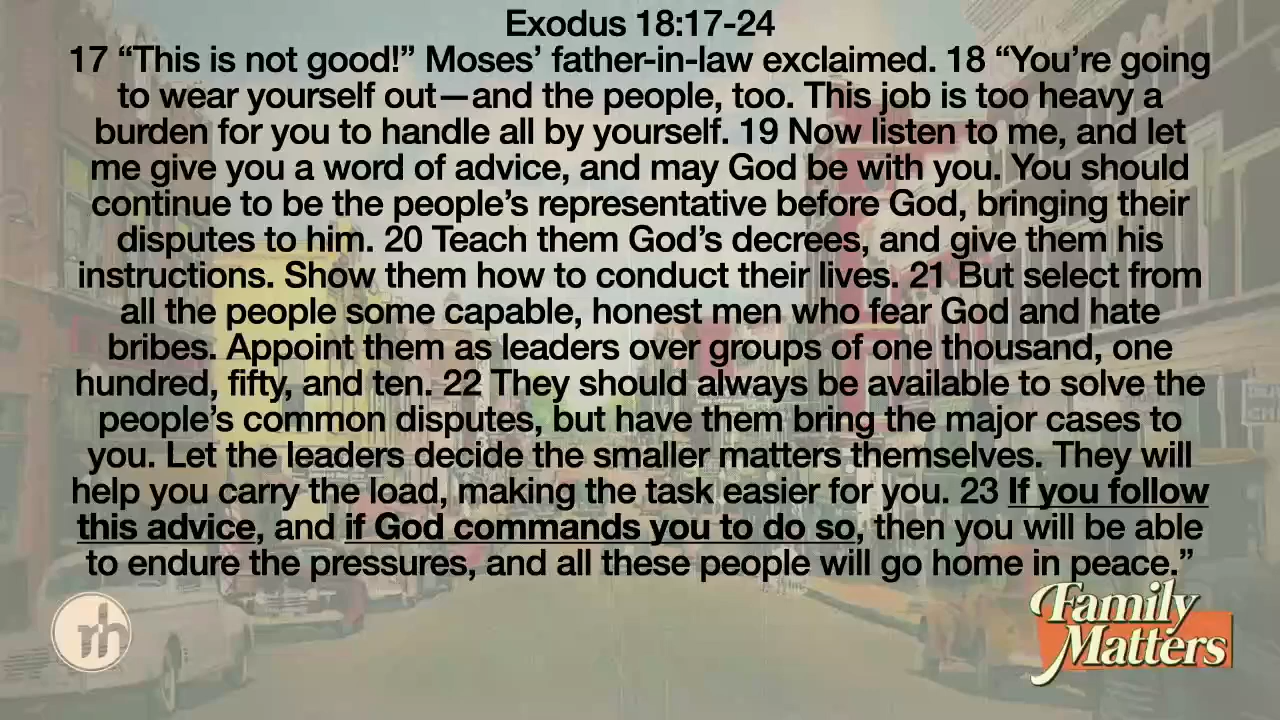 Exodus 18:17-24
17 “This is not good!” Moses’ father-in-law exclaimed. 18 “You’re going
to wear yourself out—and the people, too. This job is too heavy a
burden for you to handle all by yourself. 19 Now listen to me, and let
me give you a word of advice, and may God be with you. You should
continue to be the people’s representative before God, bringing their
disputes to him. 20 Teach them God’s decrees, and give them his
instructions. Show them how to conduct their lives. 21 But select from
all the people some capable, honest men who fear God and hate
bribes. Appoint them as leaders over groups of one thousand, one
hundred, fifty, and ten. 22 They should always be available to solve the
people’s common disputes, but have them bring the major cases to
you. Let the leaders decide the smaller matters themselves. They will
help you carry the load, making the task easier for you. 23 If you follow
this advice, and if God commands you to do so, then you will be able
to endure the pressures, and all these people will go home in peace.”
rh
Family
Matters